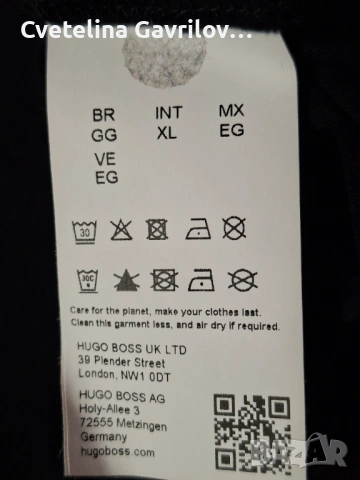 Cvetelina Gavrilov...
BR INT MX
GG XL EG
VE
EG
30
30C
Care for the planet, make your clothes last.
Clean this garment less, and air dry if required.
HUGO BOSS UK LTD
39 Plender Street
London, NW1 0DT
HUGO BOSS AG
Holy-Allee 3
72555 Metzingen
Germany
hugoboss.com
BAZAR